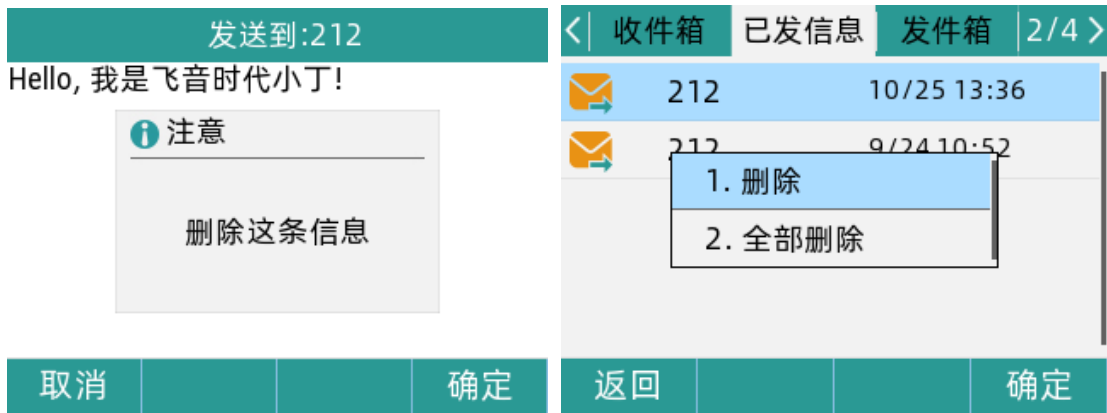 发送到:212
Hello, 我是飞音时代小丁!
注意
删除这条信息
取消 确定
收件箱 已发信息 发件箱 2/4
212 10/25 13:36
212 9/24 10:52
1. 删除
2. 全部删除
返回 确定